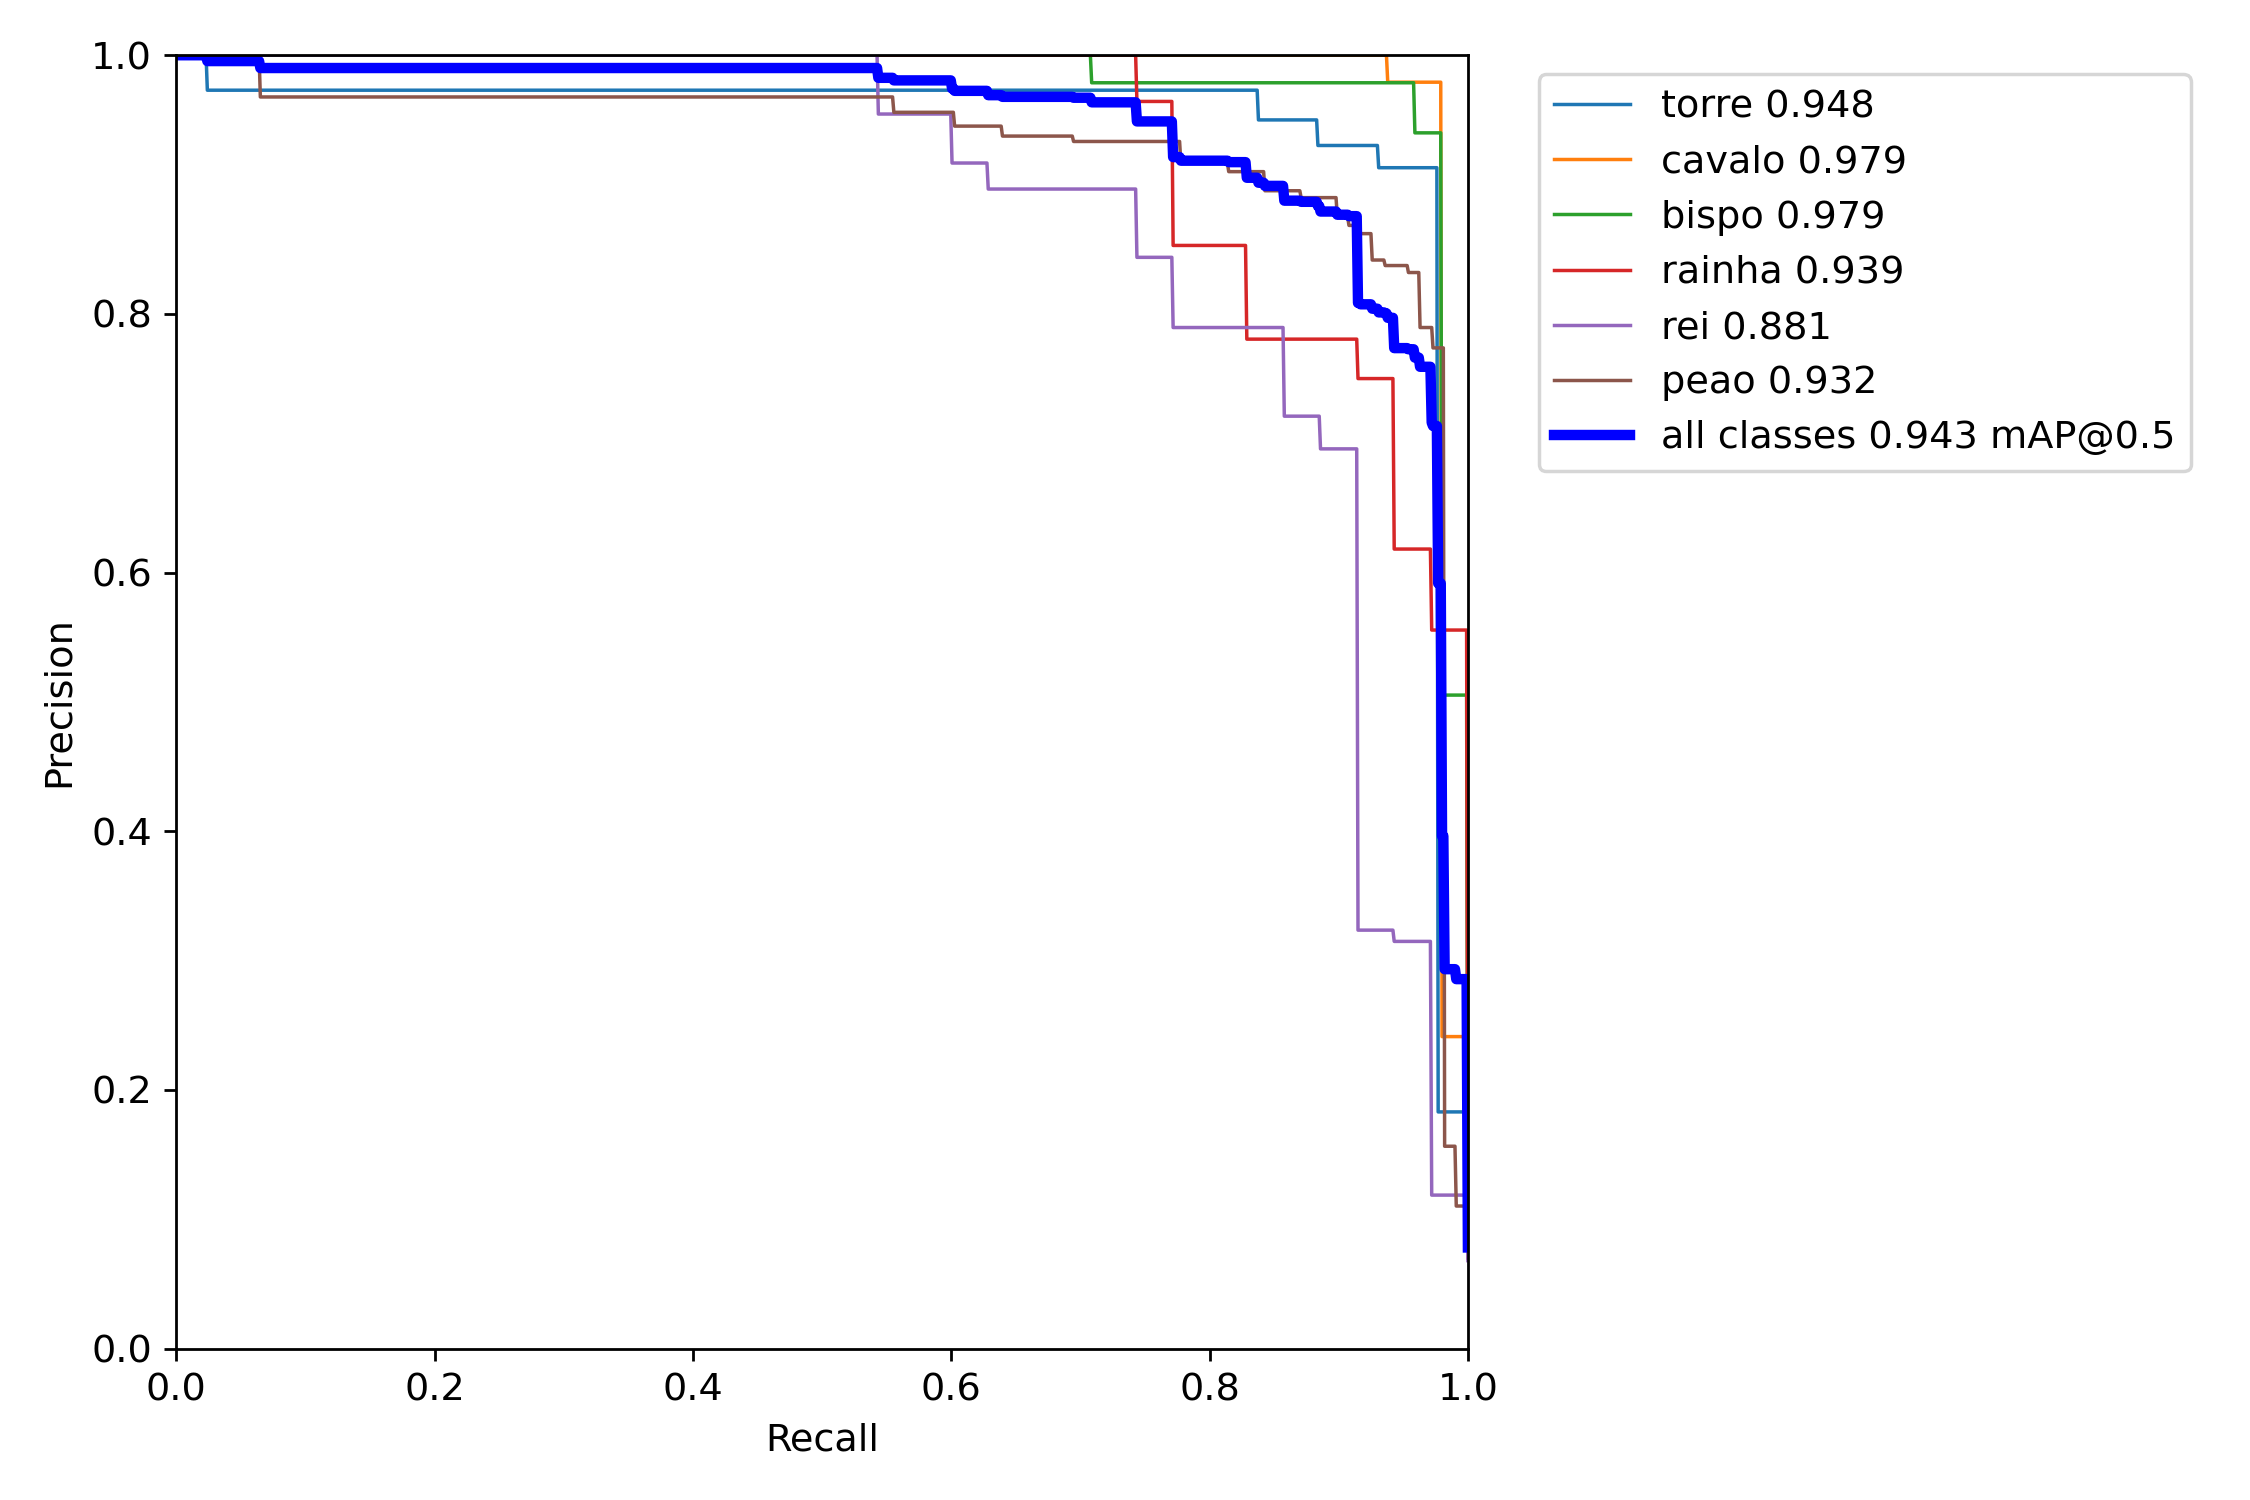 1.0
0.8
0.6
0.4
0.2
0.0
Precision
0.0 0.2 0.4 0.6 0.8 1.0
Recall
torre 0.948
cavalo 0.979
bispo 0.979
rainha 0.939
rei 0.881
peao 0.932
all classes 0.943 mAP@0.5